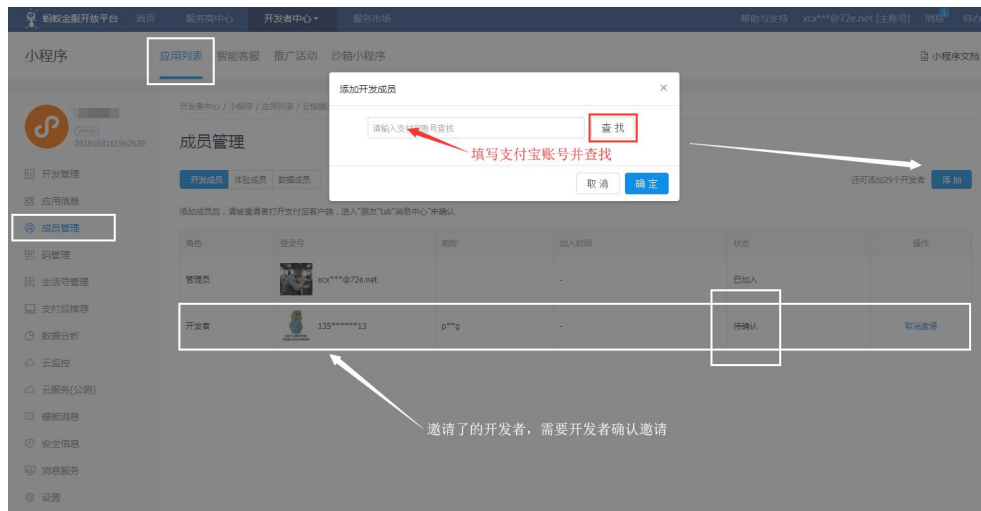 蚂蚁金服开放平台 首页 服务商中心 开发者中心 服务市场 帮助与支持 xcx***@72e.net [主账号] 消息 待办
小程序 应用列表 智能客服 推广活动 沙箱小程序 小程序文档
添加开发成员 ×
开发者中心 / 小程序 / 应用列表 /
请输入支付宝账号查找 查 找
2018103161962639
成员管理
填写支付宝账号并查找
取 消 确 定
开发管理
开发成员 体验成员 数据成员 还可添加29个开发者 添 加
应用信息
添加成员后，请被邀请者打开支付宝客户端，进入"朋友"tab"消息中心"来确认
成员管理
角色 登录号 昵称 加入时间 状态 操作
码管理
生活号管理
管理员 xcx***@72e.net - 已加入
支付后推荐
开发者 135******13 p**g - 待确认 取消邀请
数据分析
云监控
云服务(公测)
模板消息
邀请了的开发者，需要开发者确认邀请
安全信息
消息服务
设置